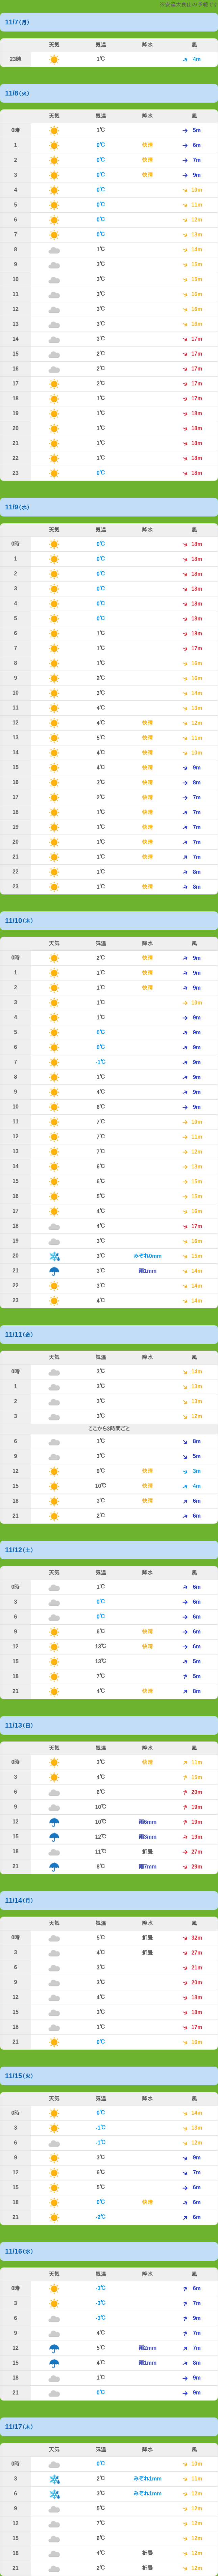 11/7(月)
天気 気温 降水 風
23時 1℃ 4m
11/8(火)
天気 気温 降水 風
0時 1℃ 5m
1 0℃ 快晴 6m
2 0℃ 快晴 7m
3 0℃ 快晴 9m
4 0℃ 10m
5 0℃ 11m
6 0℃ 12m
7 0℃ 13m
8 1℃ 14m
9 3℃ 15m
10 3℃ 15m
11 3℃ 16m
12 3℃ 16m
13 3℃ 16m
14 3℃ 17m
15 2℃ 17m
16 2℃ 17m
17 2℃ 17m
18 1℃ 17m
19 1℃ 18m
20 1℃ 18m
21 1℃ 18m
22 1℃ 18m
23 0℃ 18m
11/9(水)
天気 気温 降水 風
0時 0℃ 18m
1 0℃ 18m
2 0℃ 18m
3 0℃ 18m
4 0℃ 18m
5 0℃ 18m
6 1℃ 18m
7 1℃ 17m
8 1℃ 16m
9 2℃ 16m
10 3℃ 14m
11 4℃ 13m
12 4℃ 快晴 12m
13 5℃ 快晴 11m
14 4℃ 快晴 10m
15 4℃ 快晴 9m
16 3℃ 快晴 8m
17 2℃ 快晴 7m
18 1℃ 快晴 7m
19 1℃ 快晴 7m
20 1℃ 快晴 7m
21 1℃ 快晴 7m
22 1℃ 快晴 8m
23 1℃ 快晴 8m
11/10(木)
天気 気温 降水 風
0時 2℃ 快晴 9m
1 1℃ 快晴 9m
2 1℃ 快晴 9m
3 1℃ 10m
4 1℃ 9m
5 0℃ 9m
6 0℃ 9m
7 -1℃ 9m
8 1℃ 9m
9 4℃ 9m
10 6℃ 9m
11 7℃ 10m
12 7℃ 11m
13 7℃ 12m
14 6℃ 13m
15 6℃ 15m
16 5℃ 15m
17 4℃ 16m
18 4℃ 17m
19 3℃ 16m
20 3℃ みぞれ0mm 15m
21 3℃ 雨1mm 14m
22 3℃ 14m
23 4℃ 14m
11/11(金)
天気 気温 降水 風
0時 3℃ 14m
1 3℃ 13m
2 3℃ 13m
3 3℃ 12m
ここから3時間ごと
6 1℃ 8m
9 3℃ 5m
12 9℃ 快晴 3m
15 10℃ 快晴 4m
18 3℃ 快晴 6m
21 2℃ 6m
11/12(土)
天気 気温 降水 風
0時 1℃ 6m
3 0℃ 6m
6 0℃ 6m
9 6℃ 快晴 6m
12 13℃ 快晴 6m
15 13℃ 5m
18 7℃ 5m
21 4℃ 快晴 8m
11/13(日)
天気 気温 降水 風
0時 3℃ 快晴 11m
3 4℃ 15m
6 6℃ 20m
9 10℃ 19m
12 10℃ 雨6mm 19m
15 12℃ 雨3mm 19m
18 11℃ 折畳 27m
21 8℃ 雨7mm 29m
11/14(月)
天気 気温 降水 風
0時 5℃ 折畳 32m
3 4℃ 折畳 27m
6 3℃ 21m
9 3℃ 20m
12 4℃ 18m
15 3℃ 18m
18 1℃ 17m
21 0℃ 16m
11/15(火)
天気 気温 降水 風
0時 0℃ 14m
3 -1℃ 13m
6 -1℃ 12m
9 3℃ 9m
12 6℃ 7m
15 5℃ 6m
18 0℃ 快晴 6m
21 -2℃ 6m
11/16(水)
天気 気温 降水 風
0時 -3℃ 6m
3 -3℃ 7m
6 -3℃ 9m
9 4℃ 7m
12 5℃ 雨2mm 7m
15 4℃ 雨1mm 8m
18 1℃ 9m
21 0℃ 9m
11/17(木)
天気 気温 降水 風
0時 0℃ 10m
3 2℃ みぞれ1mm 11m
6 3℃ みぞれ1mm 12m
9 5℃ 12m
12 7℃ 12m
15 6℃ 12m
18 4℃ 折畳 12m
21 2℃ 折畳 12m